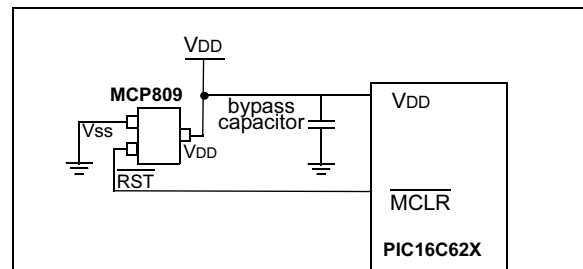 VDD
MCP809
bypass
capacitor
VDD
Vss
VDD
RST
MCLR
PIC16C62X